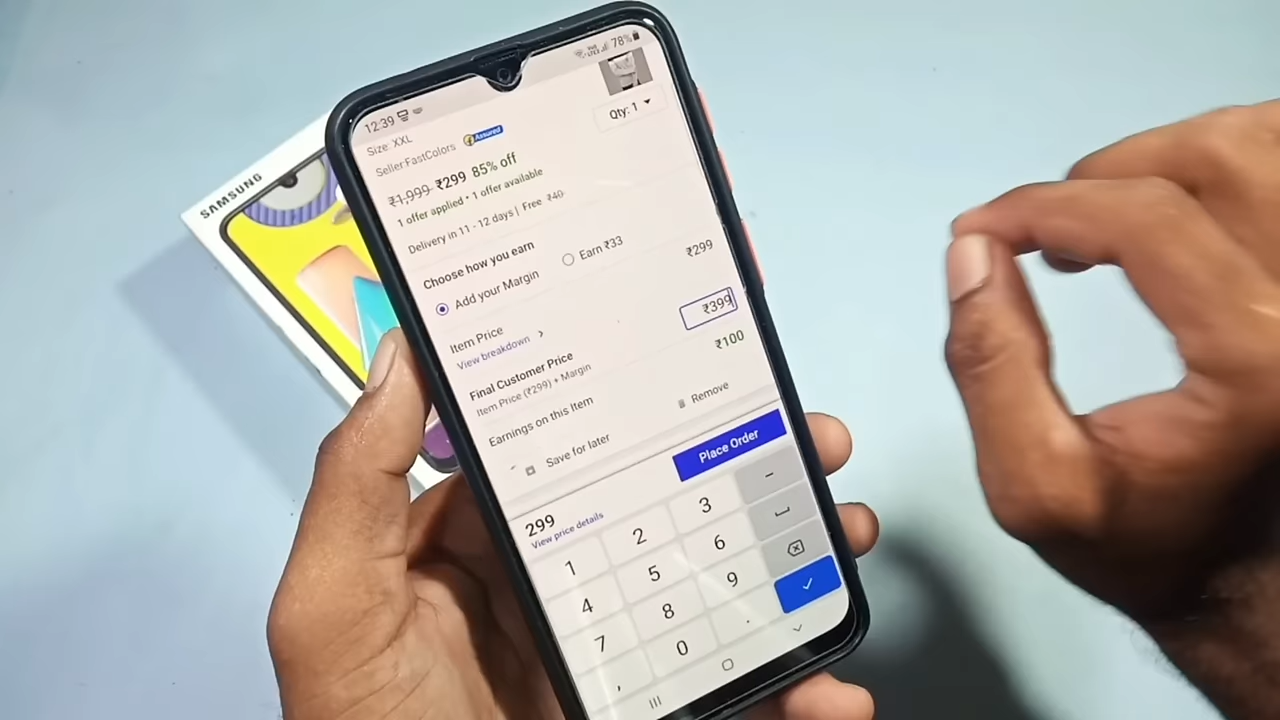 SAMSUNG
12:39
78%
Size: XXL
Qty: 1
Seller:FastColors
Assured
₹1,999 ₹299 85% off
1 offer applied • 1 offer available
Delivery in 11 - 12 days | Free ₹40
Choose how you earn
Add your Margin
Earn ₹33
Item Price
₹299
View breakdown
Final Customer Price
₹399
Item Price (₹299) + Margin
Earnings on this Item
₹100
Save for later
Remove
299
View price details
Place Order
1 2 3 -
4 5 6
7 8 9
, 0 .